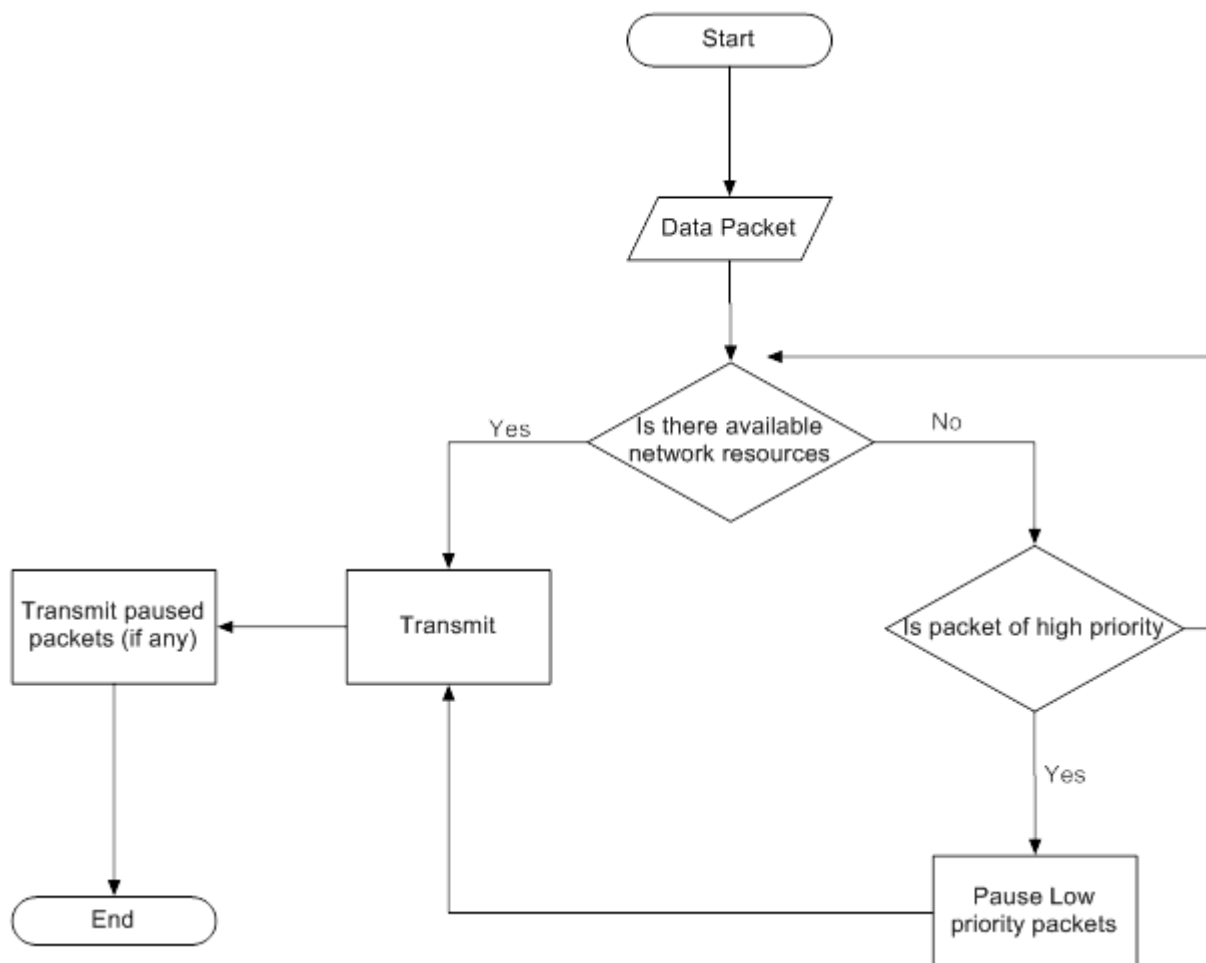 Start
Data Packet
Is there available
network resources
Yes
No
Transmit paused
packets (if any)
Transmit
Is packet of high priority
Yes
Pause Low
priority packets
End